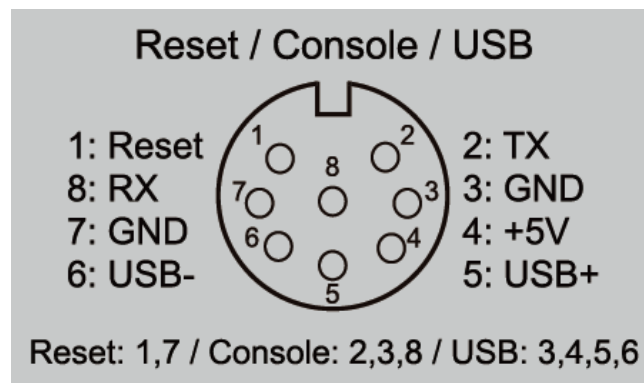 Reset / Console / USB
1: Reset
8: RX
7: GND
6: USB-
1
2
8
7
3
6
4
5
2: TX
3: GND
4: +5V
5: USB+
Reset: 1,7 / Console: 2,3,8 / USB: 3,4,5,6